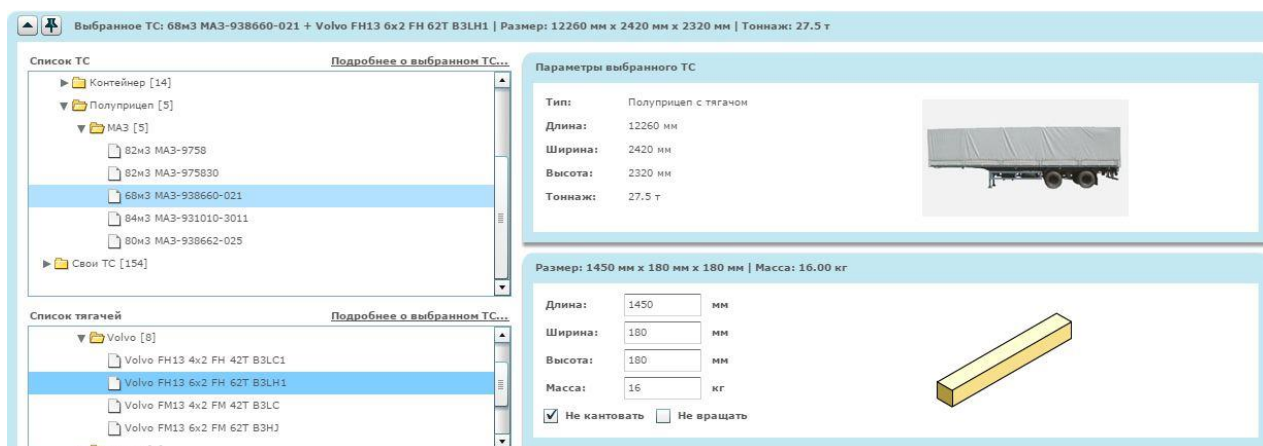 Выбранное ТС: 68м3 МАЗ-938660-021 + Volvo FH13 6x2 FH 62T B3LH1 | Размер: 12260 мм x 2420 мм x 2320 мм | Тоннаж: 27.5 т
Список ТС
Подробнее о выбранном ТС...
Контейнер [14]
Полуприцеп [5]
МАЗ [5]
82м3 МАЗ-9758
82м3 МАЗ-975830
68м3 МАЗ-938660-021
84м3 МАЗ-931010-3011
80м3 МАЗ-938662-025
Свои ТС [154]
Список тягачей
Подробнее о выбранном ТС...
Volvo [8]
Volvo FH13 4x2 FH 42T B3LC1
Volvo FH13 6x2 FH 62T B3LH1
Volvo FM13 4x2 FM 42T B3LC
Volvo FM13 6x2 FM 62T B3HJ
Параметры выбранного ТС
Тип: Полуприцеп с тягачом
Длина: 12260 мм
Ширина: 2420 мм
Высота: 2320 мм
Тоннаж: 27.5 т
Размер: 1450 мм x 180 мм x 180 мм | Масса: 16.00 кг
Длина: 1450 мм
Ширина: 180 мм
Высота: 180 мм
Масса: 16 кг
Не кантовать Не вращать